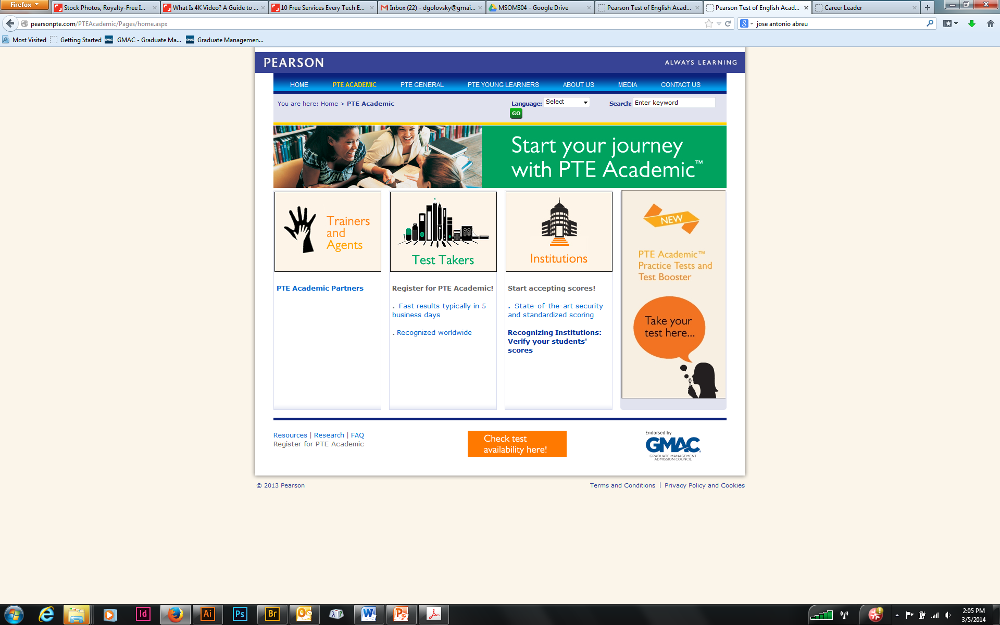 Firefox
Stock Photos, Royalty-Free I...
What Is 4K Video? A Guide to ...
10 Free Services Every Tech E...
Inbox (22) - dgolovsky@gmai...
MSOM304 - Google Drive
Pearson Test of English Acad...
Pearson Test of English Acad...
Career Leader
pearsonpte.com/PTEAcademic/Pages/home.aspx
jose antonio abreu
Most Visited
Getting Started
GMAC - Graduate Ma...
Graduate Managemen...
PEARSON
ALWAYS LEARNING
HOME
PTE ACADEMIC
PTE GENERAL
PTE YOUNG LEARNERS
ABOUT US
MEDIA
CONTACT US
You are here: Home > PTE Academic
Language: Select
Search: Enter keyword
GO
Start your journey
with PTE Academic™
Trainers
and
Agents
Test Takers
Institutions
NEW
PTE Academic™
Practice Tests and
Test Booster
Take your
test here...
PTE Academic Partners
Register for PTE Academic!
. Fast results typically in 5
business days
. Recognized worldwide
Start accepting scores!
. State-of-the-art security
and standardized scoring
Recognizing Institutions:
Verify your students'
scores
Resources | Research | FAQ
Register for PTE Academic
Check test
availability here!
Endorsed by
GMAC
GRADUATE MANAGEMENT
ADMISSION COUNCIL
© 2013 Pearson
Terms and Conditions | Privacy Policy and Cookies
Id
Ai
Ps
Br
2:05 PM
3/5/2014